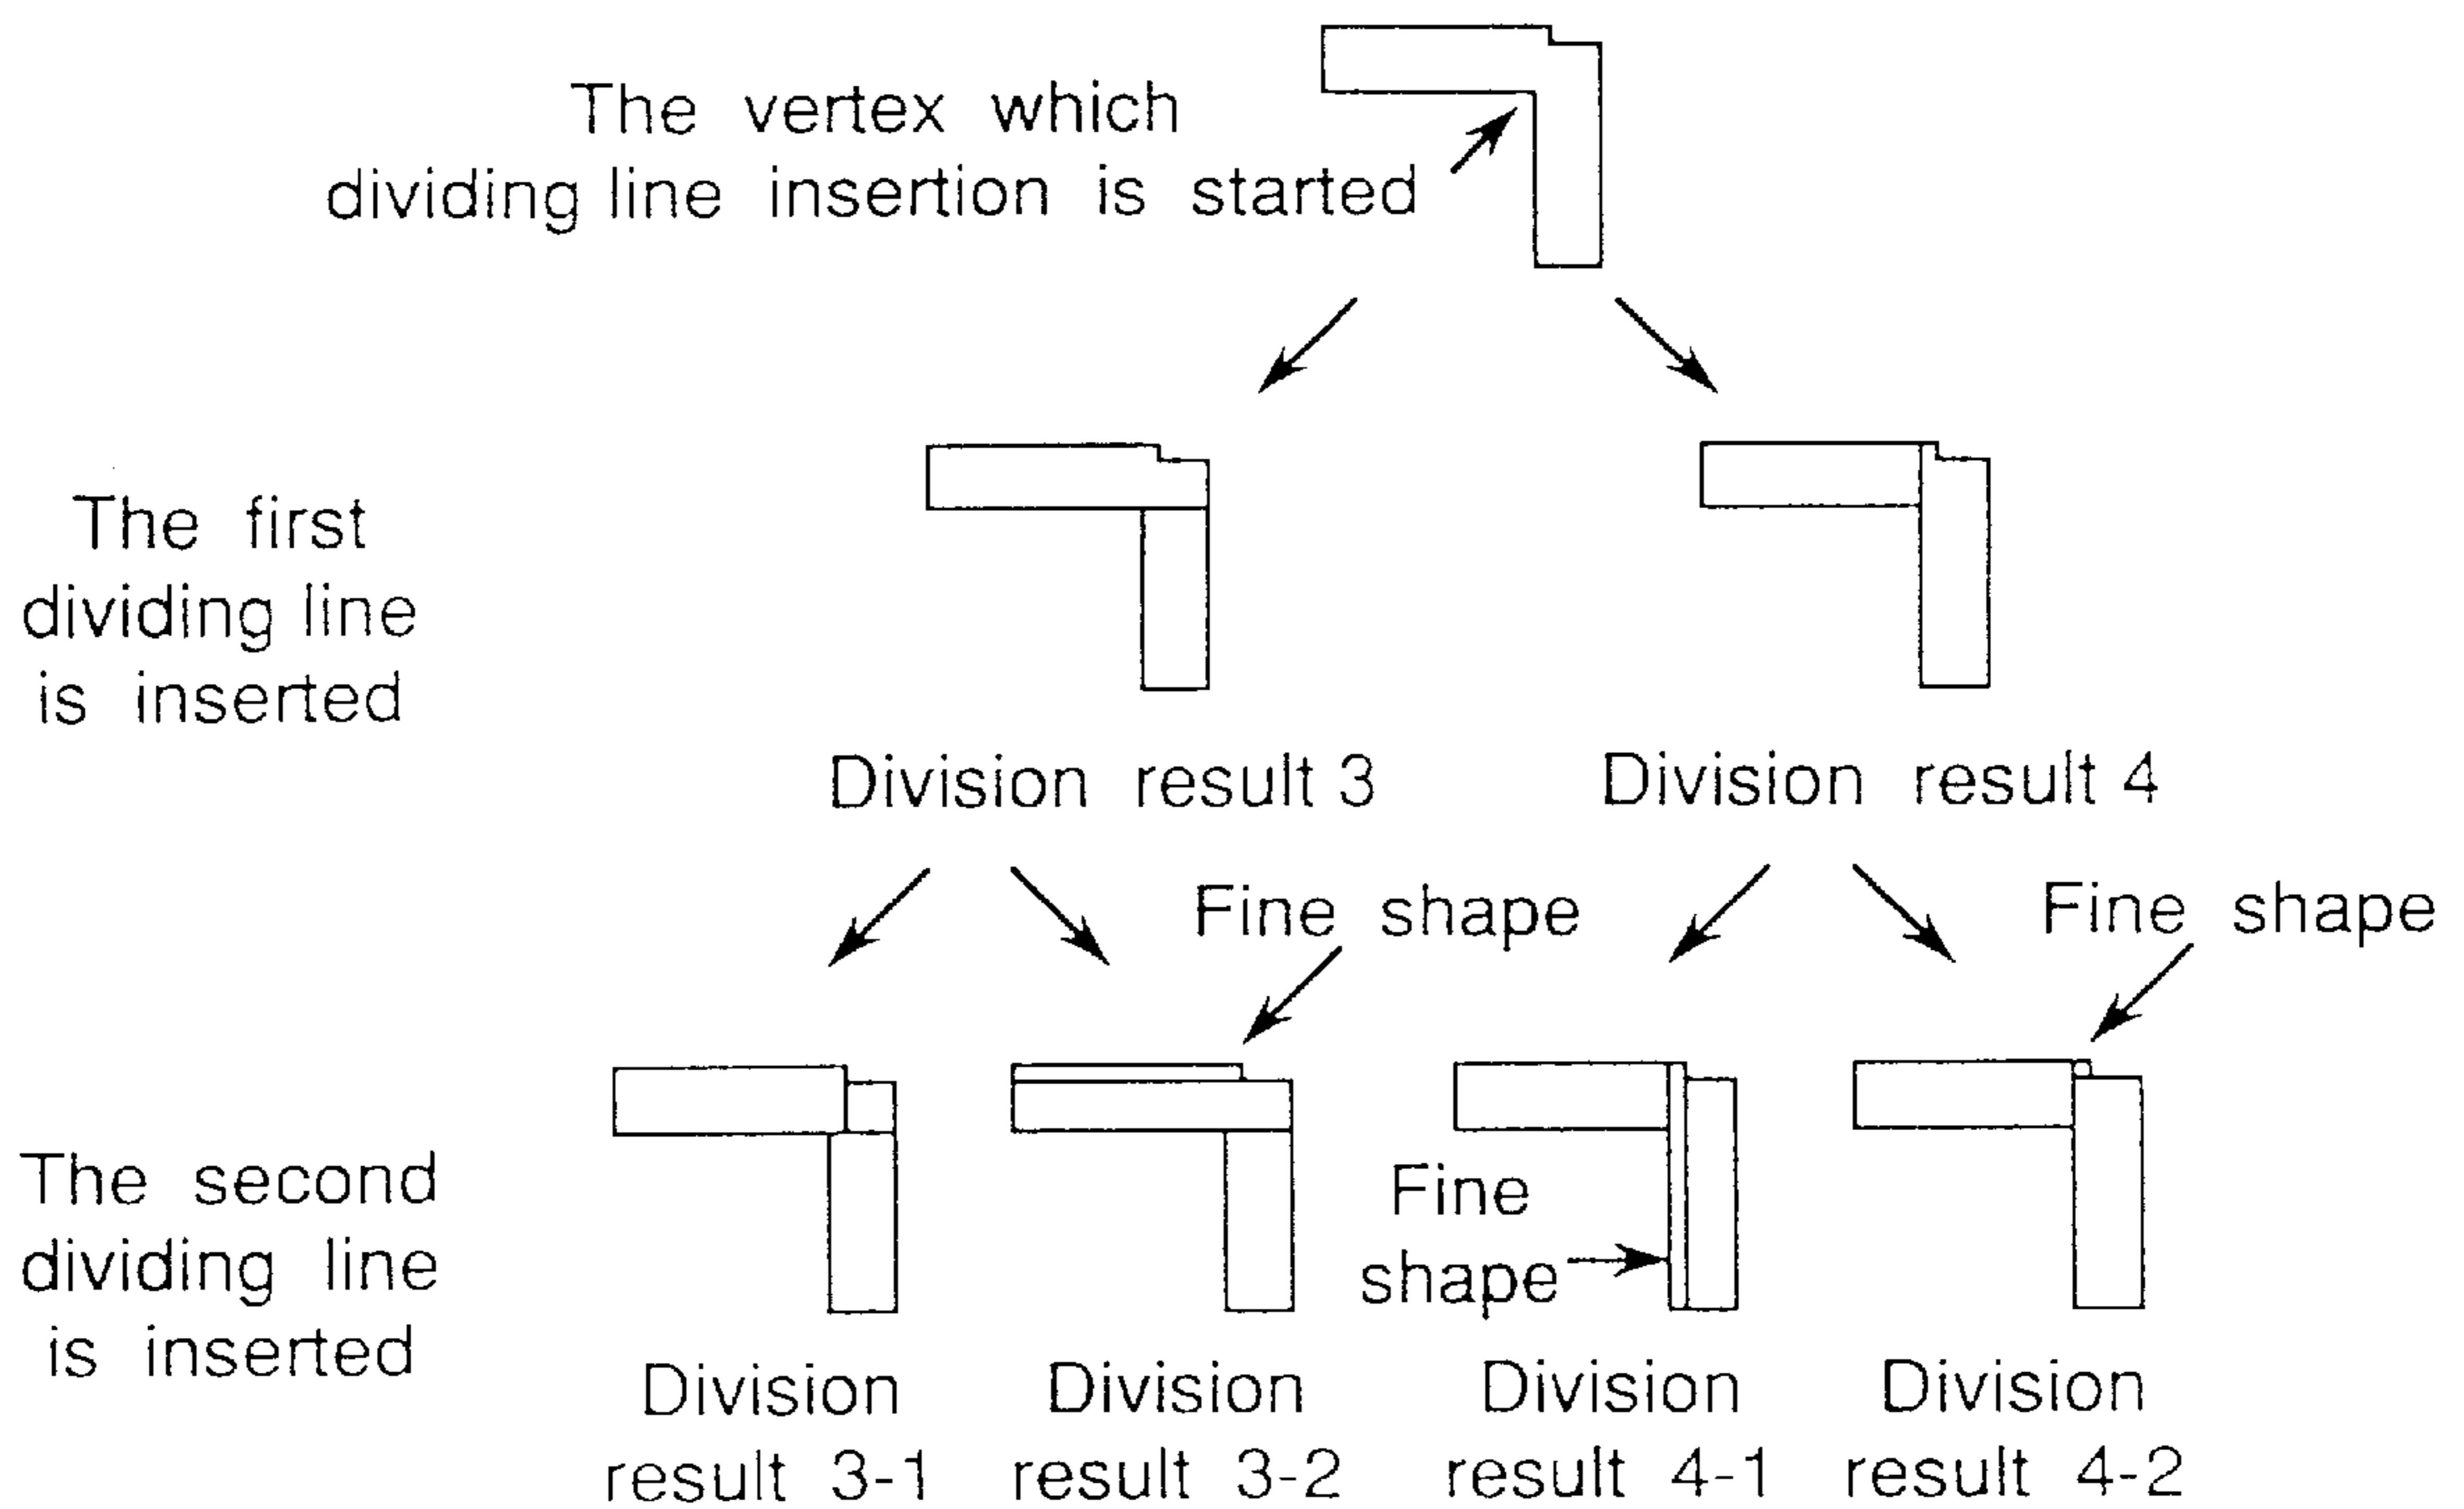 The vertex which
dividing line insertion is started
The first
dividing line
is inserted
Division result 3
Division result 4
Fine shape
Fine shape
The second
dividing line
is inserted
Fine
shape
Division
result 3-1
Division
result 3-2
Division
result 4-1
Division
result 4-2